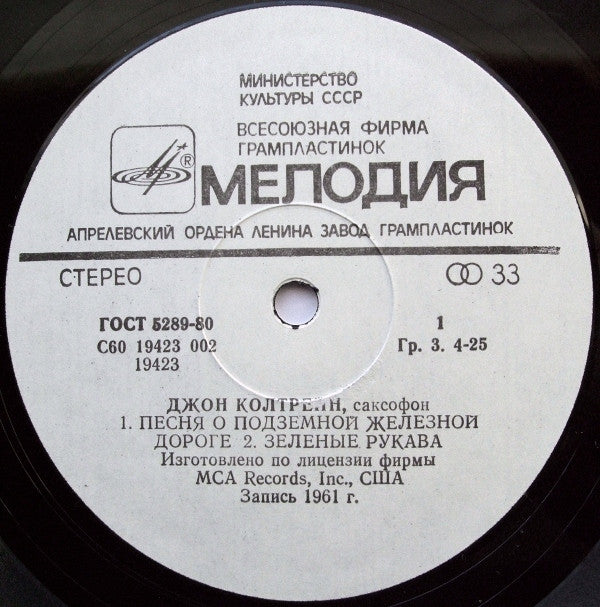 МИНИСТЕРСТВО
КУЛЬТУРЫ СССР
ВСЕСОЮЗНАЯ ФИРМА
ГРАМПЛАСТИНОК
®
МЕЛОДИЯ
АПРЕЛЕВСКИЙ ОРДЕНА ЛЕНИНА ЗАВОД ГРАМПЛАСТИНОК
СТЕРЕО 33
ГОСТ 5289-80 1
С60 19423 002 Гр. 3. 4-25
19423
ДЖОН КОЛТРЕЙН, саксофон
1. ПЕСНЯ О ПОДЗЕМНОЙ ЖЕЛЕЗНОЙ
ДОРОГЕ 2. ЗЕЛЕНЫЕ РУКАВА
Изготовлено по лицензии фирмы
MCA Records, Inc., США
Запись 1961 г.